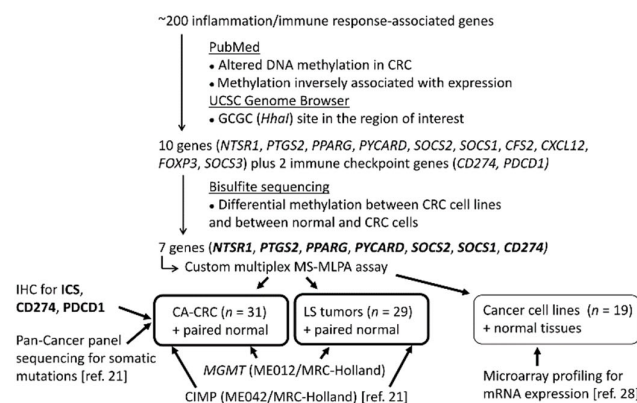 ~200 inflammation/immune response-associated genes
PubMed
• Altered DNA methylation in CRC
• Methylation inversely associated with expression
UCSC Genome Browser
• GCGC (HhaI) site in the region of interest
10 genes (NTSR1, PTGS2, PPARG, PYCARD, SOCS2, SOCS1, CFS2, CXCL12,
FOXP3, SOCS3) plus 2 immune checkpoint genes (CD274, PDCD1)
Bisulfite sequencing
• Differential methylation between CRC cell lines
and between normal and CRC cells
7 genes (NTSR1, PTGS2, PPARG, PYCARD, SOCS2, SOCS1, CD274)
Custom multiplex MS-MLPA assay
IHC for ICS,
CD274, PDCD1
Pan-Cancer panel
sequencing for somatic
mutations [ref. 21]
CA-CRC (n = 31)
+ paired normal
LS tumors (n = 29)
+ paired normal
Cancer cell lines (n = 19)
+ normal tissues
MGMT (ME012/MRC-Holland)
CIMP (ME042/MRC-Holland) [ref. 21]
Microarray profiling for
mRNA expression [ref. 28]